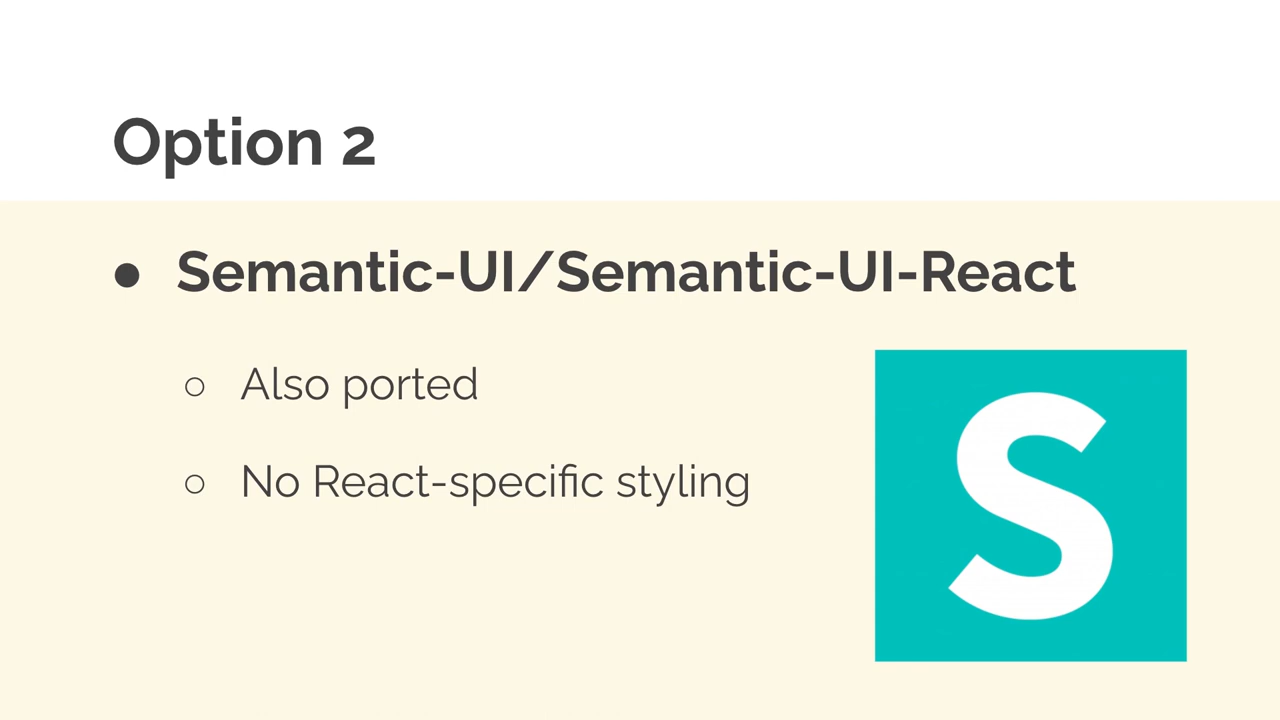 Option 2
● Semantic-UI/Semantic-UI-React
○ Also ported
○ No React-specific styling
S